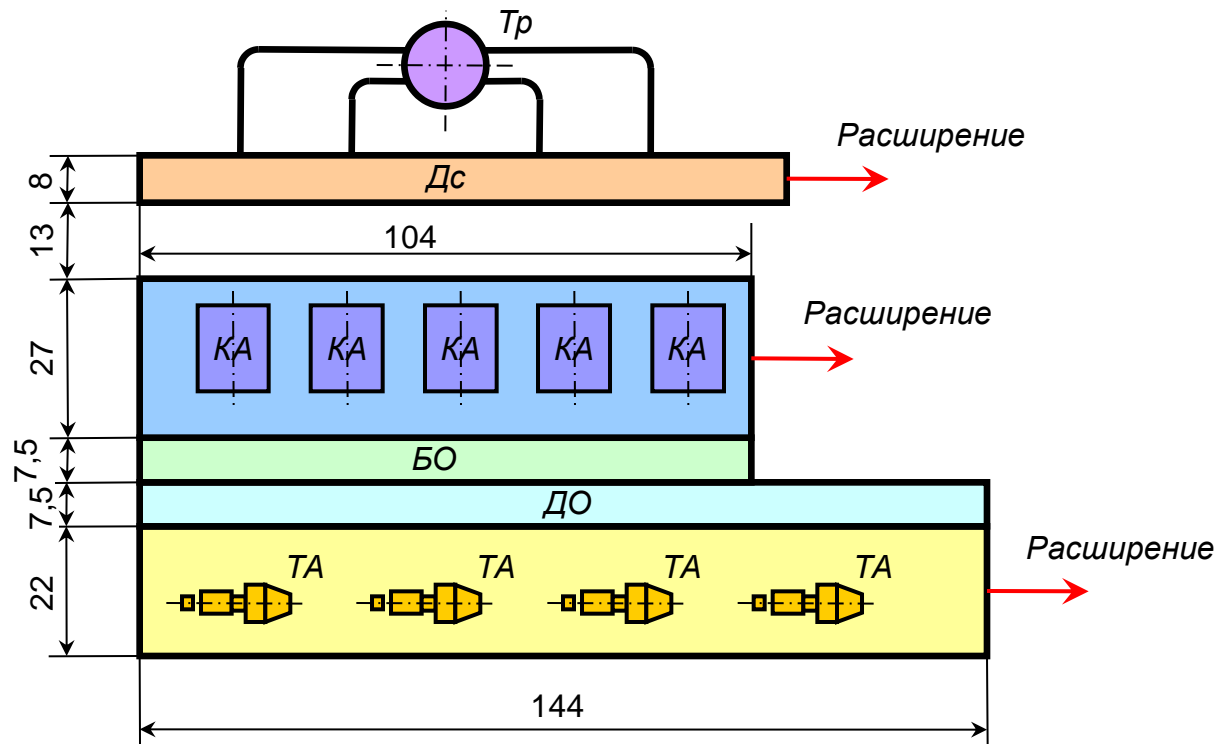 Тр
Расширение
8
Дс
13
104
Расширение
27
КА КА КА КА КА
7,5
БО
7,5
ДО
Расширение
22
ТА ТА ТА ТА
144